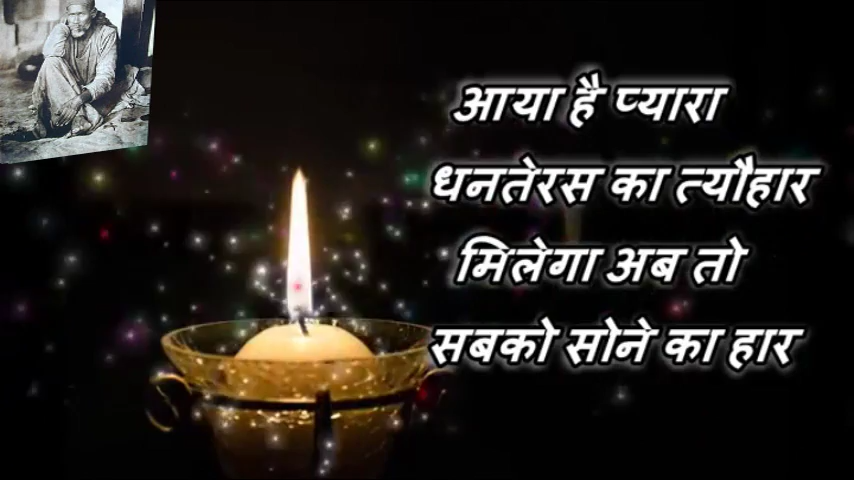 आया है प्यारा
धनतेरस का त्यौहार
मिलेगा अब तो
सबको सोने का हार